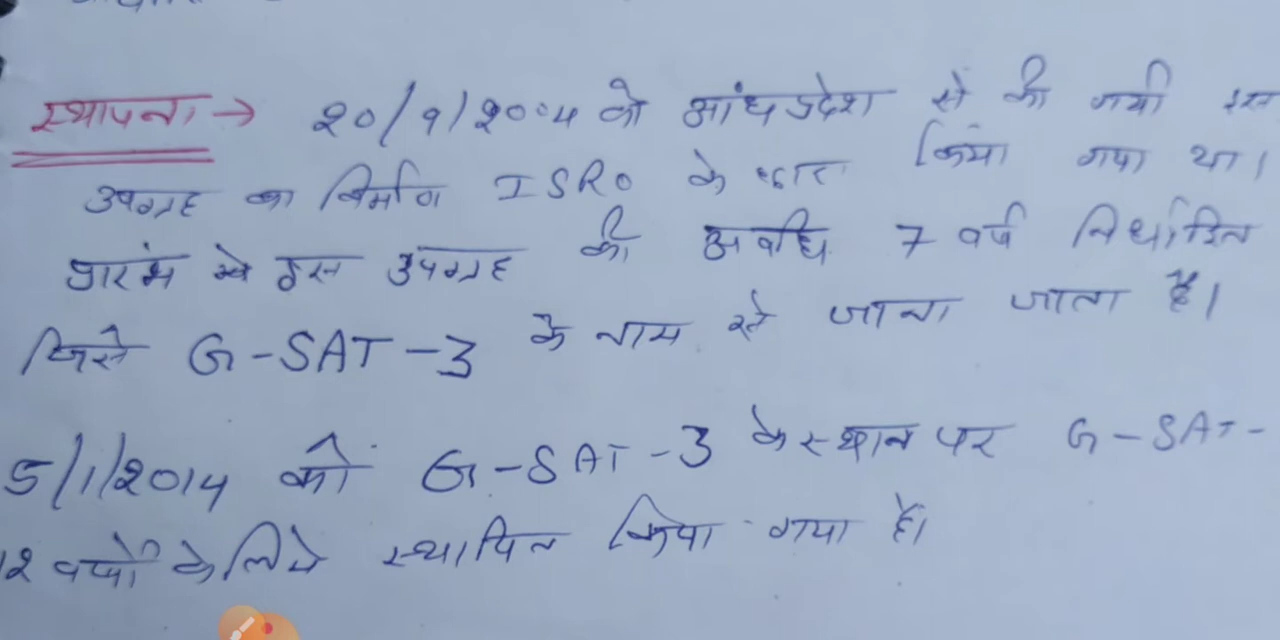 स्थापना → 20/9/2004 को आंध्रप्रदेश से की गयी इस
उपग्रह का निर्माण ISRO के द्वारा किया गया था।
प्रारंभ मे इस उपग्रह की अवधि 7 वर्ष निर्धारित
जिसे G-SAT-3 के नाम से जाना जाता है।
5/1/2014 को G-SAT-3 के स्थान पर G-SAT-
12 वर्षो के लिये स्थापित किया गया है।